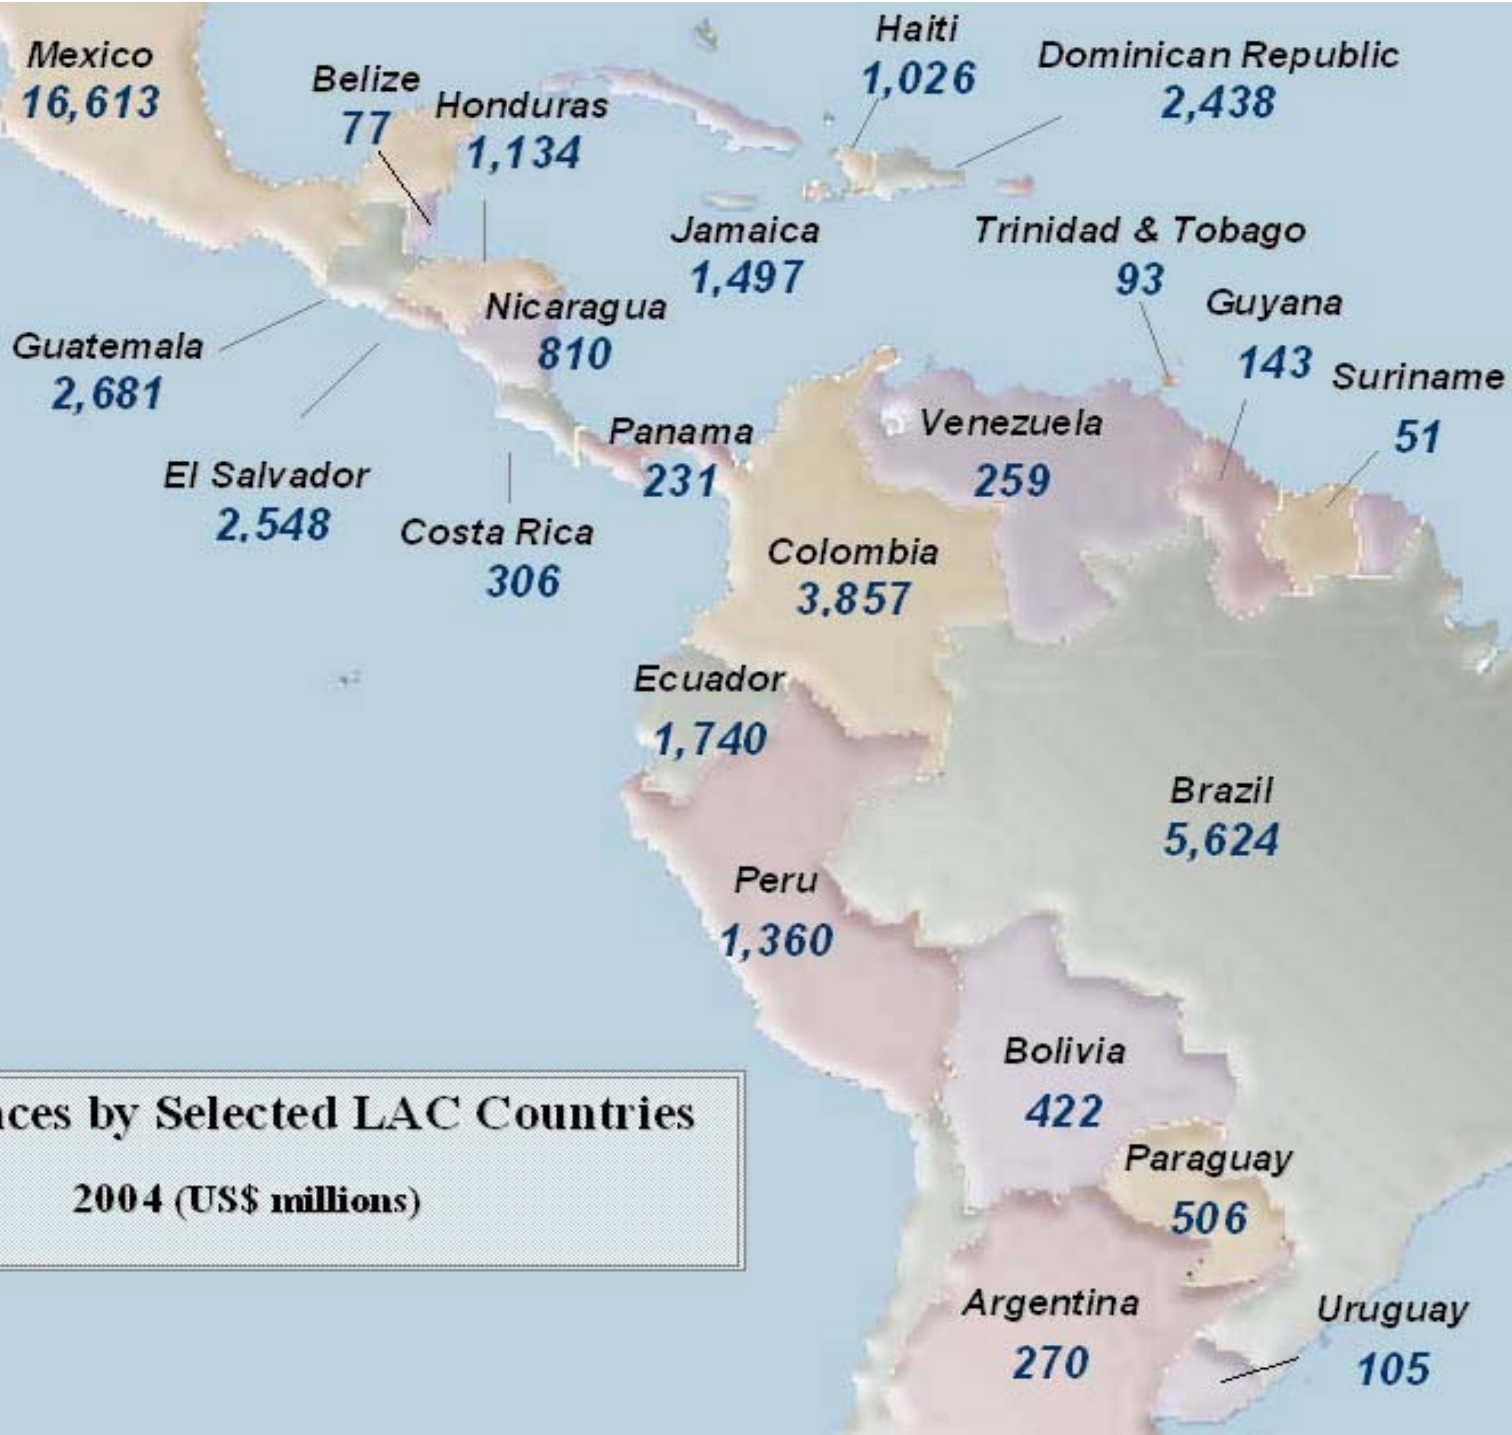 Mexico
16,613
Belize
77
Honduras
1,134
Haiti
1,026
Dominican Republic
2,438
Jamaica
1,497
Trinidad & Tobago
93
Guyana
143
Suriname
51
Nicaragua
810
Guatemala
2,681
El Salvador
2.548
Costa Rica
306
Panama
231
Venezuela
259
Colombia
3,857
Ecuador
1,740
Brazil
5,624
Peru
1,360
Bolivia
422
Paraguay
506
Argentina
270
Uruguay
105
nces by Selected LAC Countries
2004 (US$ millions)